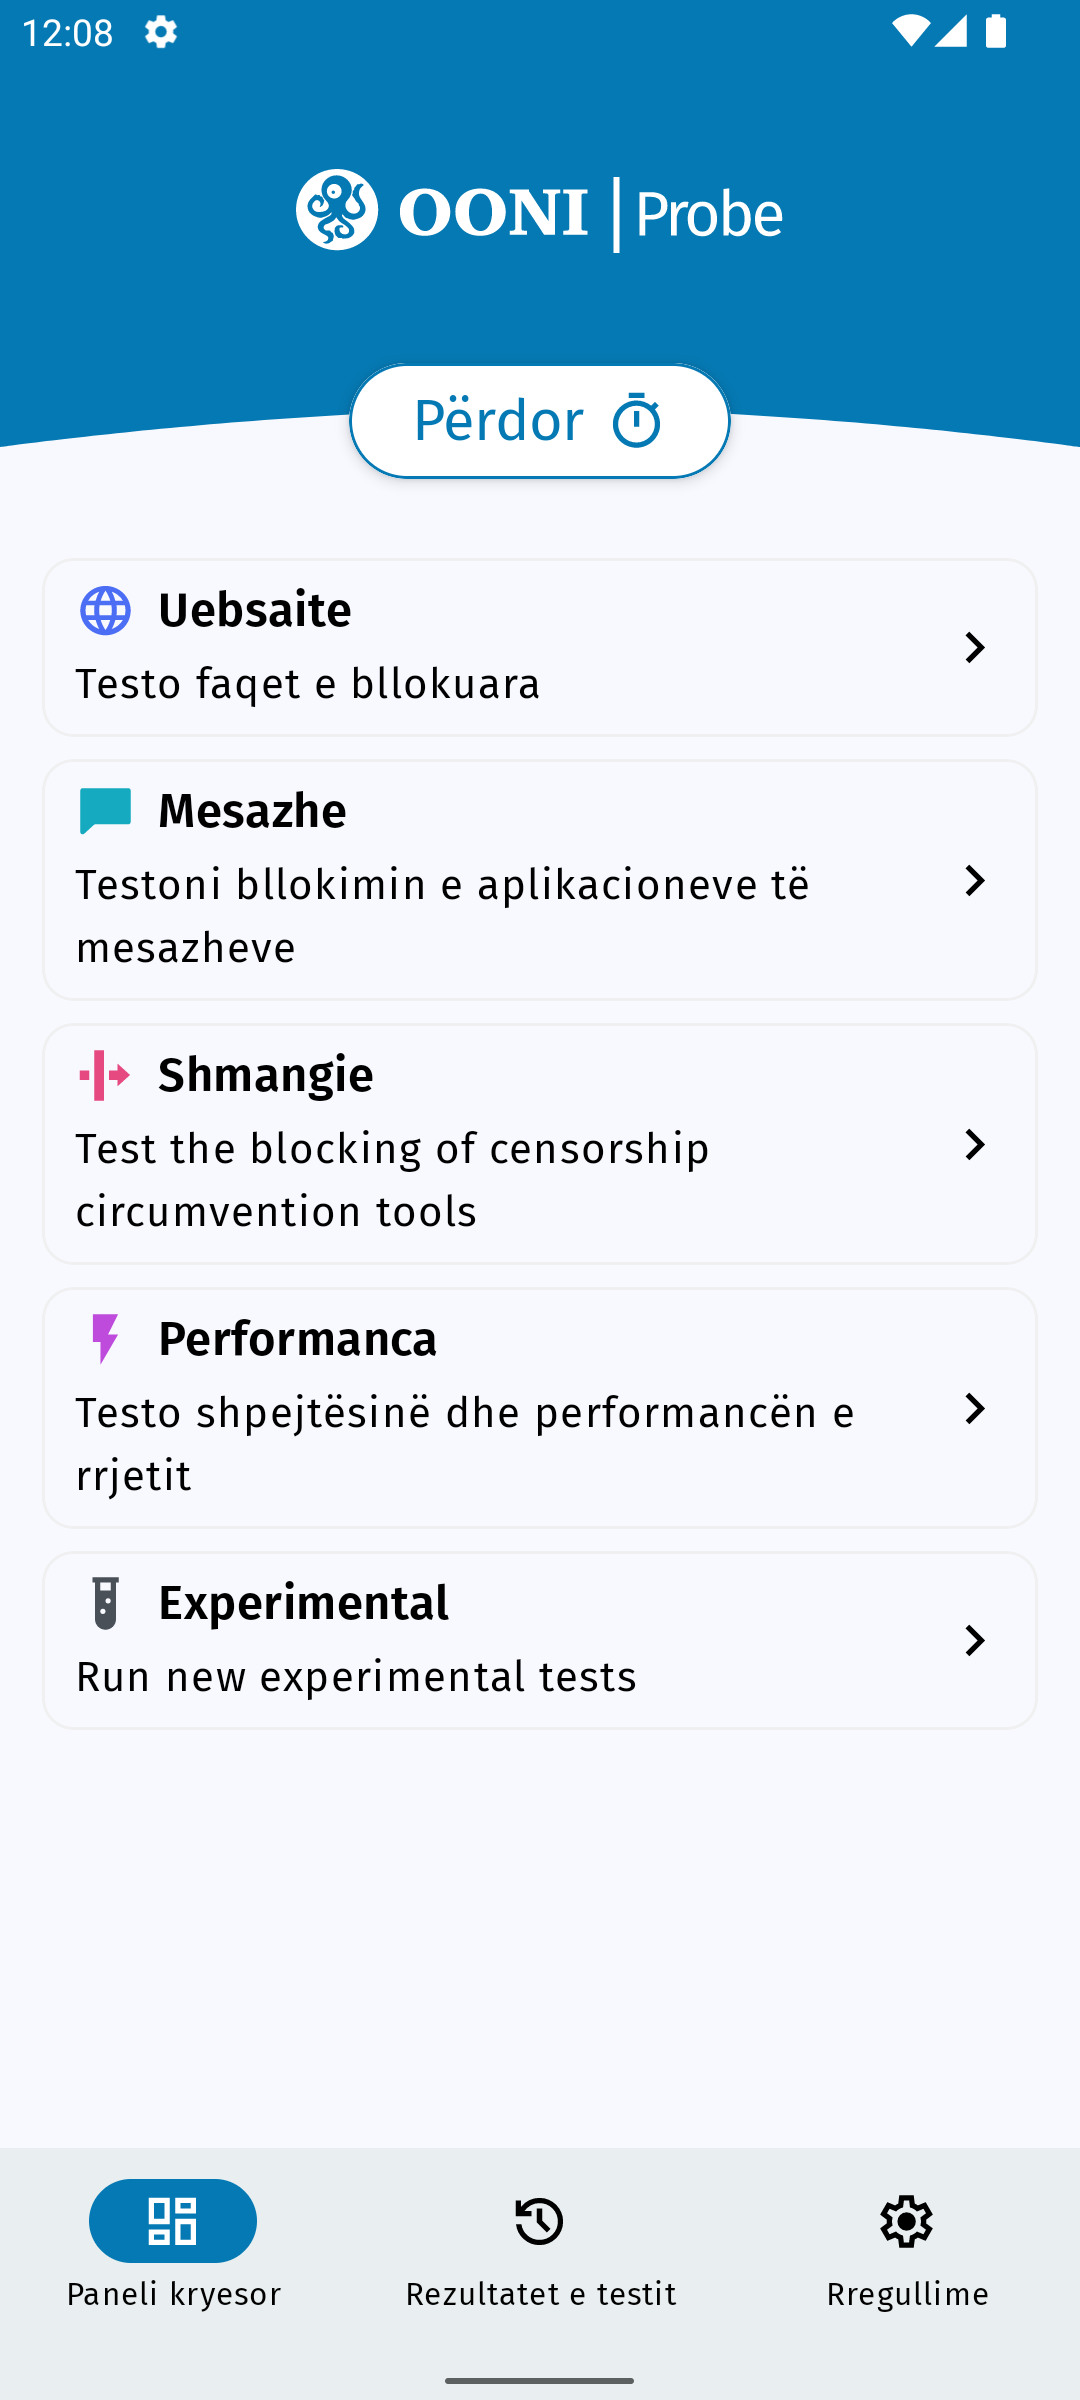 12:08
OONI | Probe
Përdor
Uebsaite
Testo faqet e bllokuara
Mesazhe
Testoni bllokimin e aplikacioneve të
mesazheve
Shmangie
Test the blocking of censorship
circumvention tools
Performanca
Testo shpejtësinë dhe performancën e
rrjetit
Experimental
Run new experimental tests
Paneli kryesor
Rezultatet e testit
Rregullime